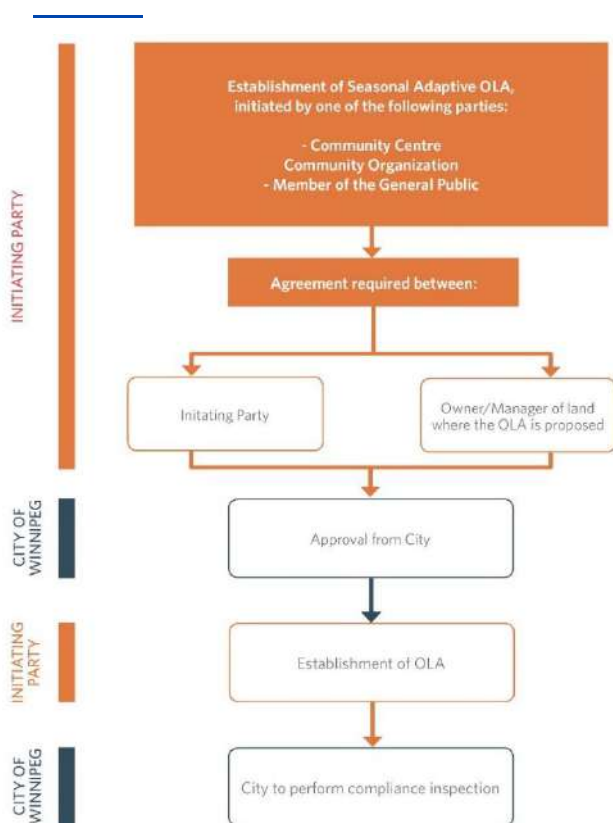 Establishment of Seasonal Adaptive OLA,
initiated by one of the following parties:
- Community Centre
Community Organization
- Member of the General Public
INITIATING PARTY
Agreement required between:
Initating Party
Owner/Manager of land
where the OLA is proposed
CITY OF
WINNIPEG
Approval from City
INITIATING
PARTY
Establishment of OLA
CITY OF
WINNIPEG
City to perform compliance inspection